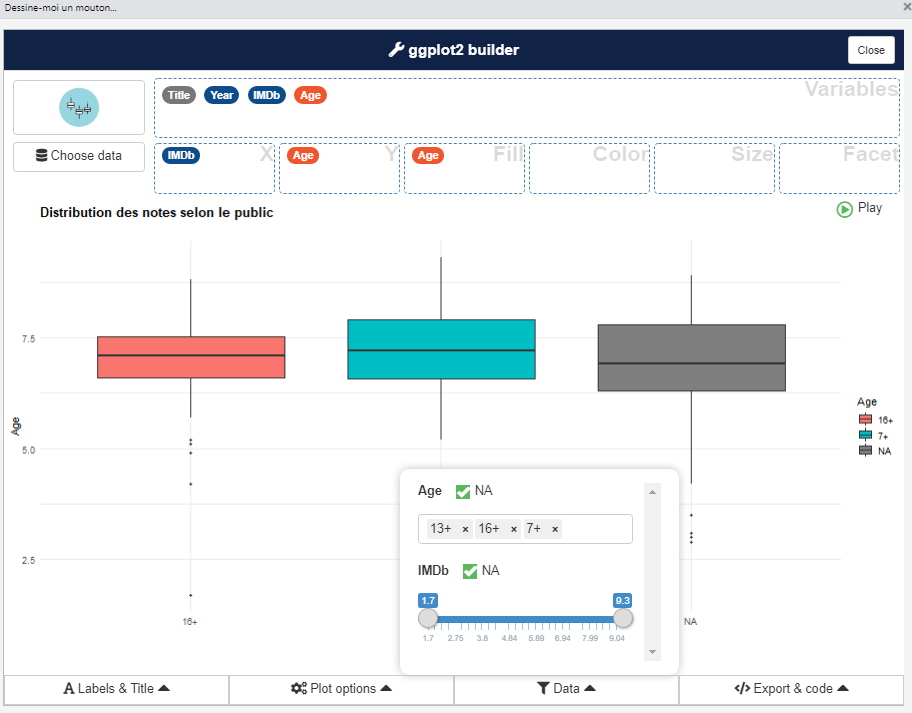 Dessine-moi un mouton...
ggplot2 builder
Close
Title Year IMDb Age Variables
Choose data
IMDb X Age Y Age Fill Color Size Facet
Distribution des notes selon le public
Play
7.5
5.0
2.5
Age
16+
NA
Age
16+
7+
NA
Age NA
13+ × 16+ × 7+ ×
IMDb NA
1.7 9.3
1.7 2.75 3.8 4.84 5.89 6.94 7.99 9.04
Labels & Title Plot options Data Export & code